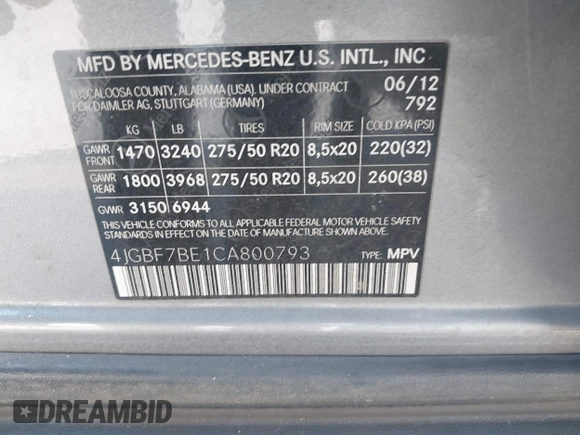 MFD BY MERCEDES-BENZ U.S. INTL., INC
TUSCALOOSA COUNTY, ALABAMA (USA). UNDER CONTRACT 06/12
FOR DAIMLER AG, STUTTGART (GERMANY) 792
KG LB TIRES RIM SIZE COLD KPA(PSI)
GAWR FRONT 1470 3240 275/50 R20 8,5x20 220(32)
GAWR REAR 1800 3968 275/50 R20 8,5x20 260(38)
GVWR 3150 6944
THIS VEHICLE CONFORMS TO ALL APPLICABLE FEDERAL MOTOR VEHICLE SAFETY
STANDARDS IN EFFECT ON THE DATE OF MANUFACTURE SHOWN ABOVE
4JGBF7BE1CA800793 TYPE: MPV
DREAMBID